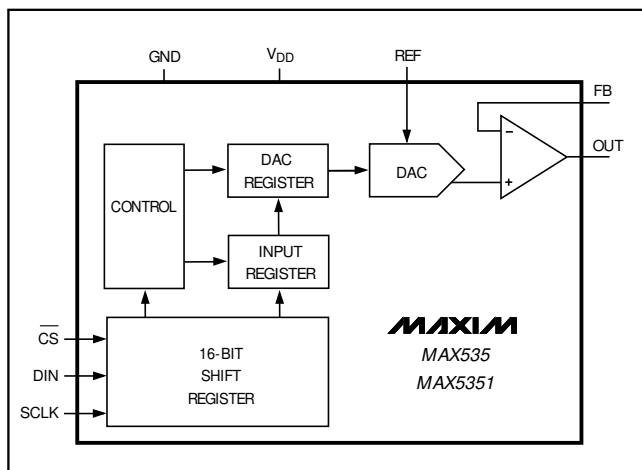 GND
VDD
REF
FB
OUT
DAC
REGISTER
DAC
CONTROL
INPUT
REGISTER
CS
DIN
SCLK
16-BIT
SHIFT
REGISTER
MAXIM
MAX535
MAX5351
−
+